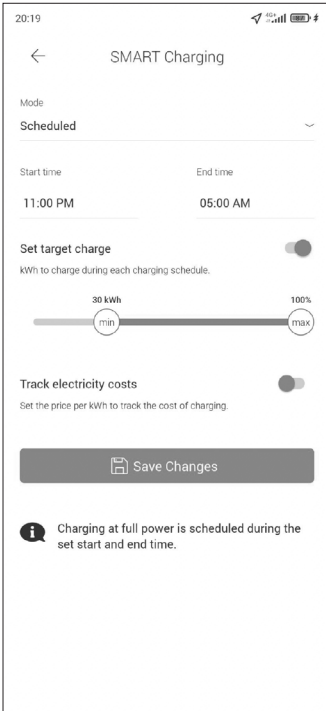 20:19
4G+
SMART Charging
Mode
Scheduled
Start time End time
11:00 PM 05:00 AM
Set target charge
kWh to charge during each charging schedule.
30 kWh 100%
min max
Track electricity costs
Set the price per kWh to track the cost of charging.
Save Changes
Charging at full power is scheduled during the
set start and end time.